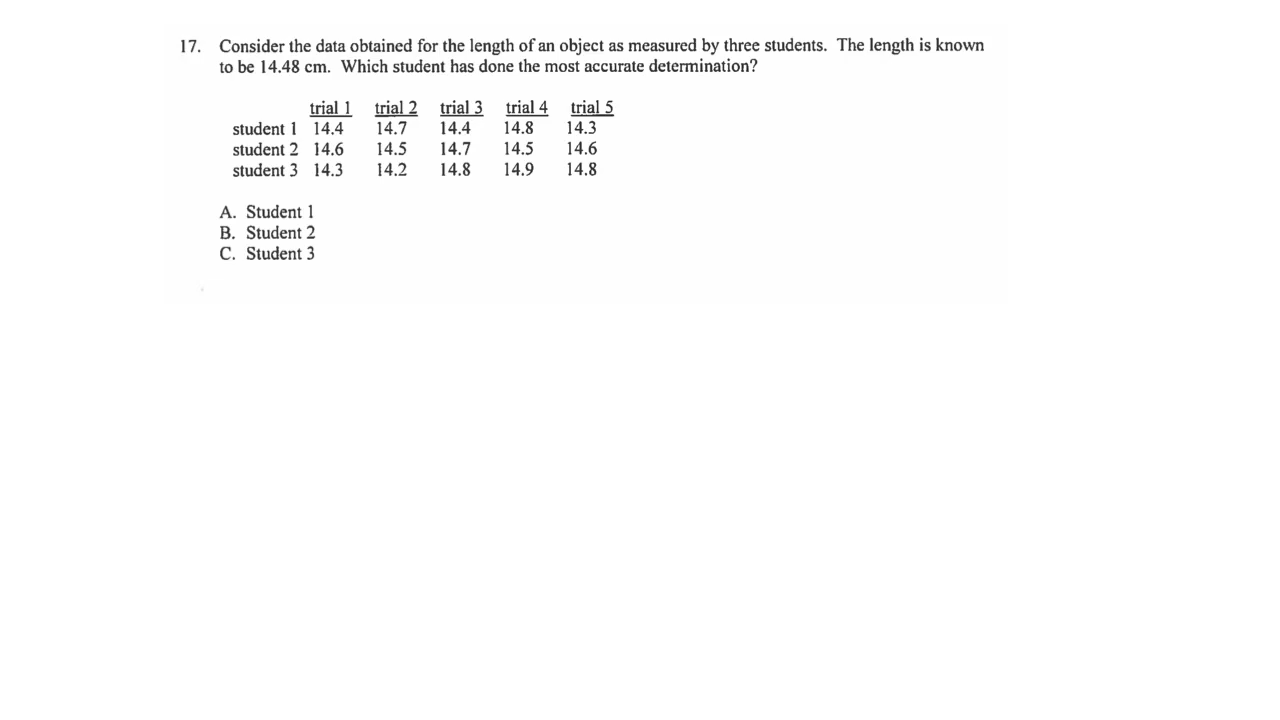 17. Consider the data obtained for the length of an object as measured by three students. The length is known
to be 14.48 cm. Which student has done the most accurate determination?
trial 1 trial 2 trial 3 trial 4 trial 5
student 1 14.4 14.7 14.4 14.8 14.3
student 2 14.6 14.5 14.7 14.5 14.6
student 3 14.3 14.2 14.8 14.9 14.8
A. Student 1
B. Student 2
C. Student 3